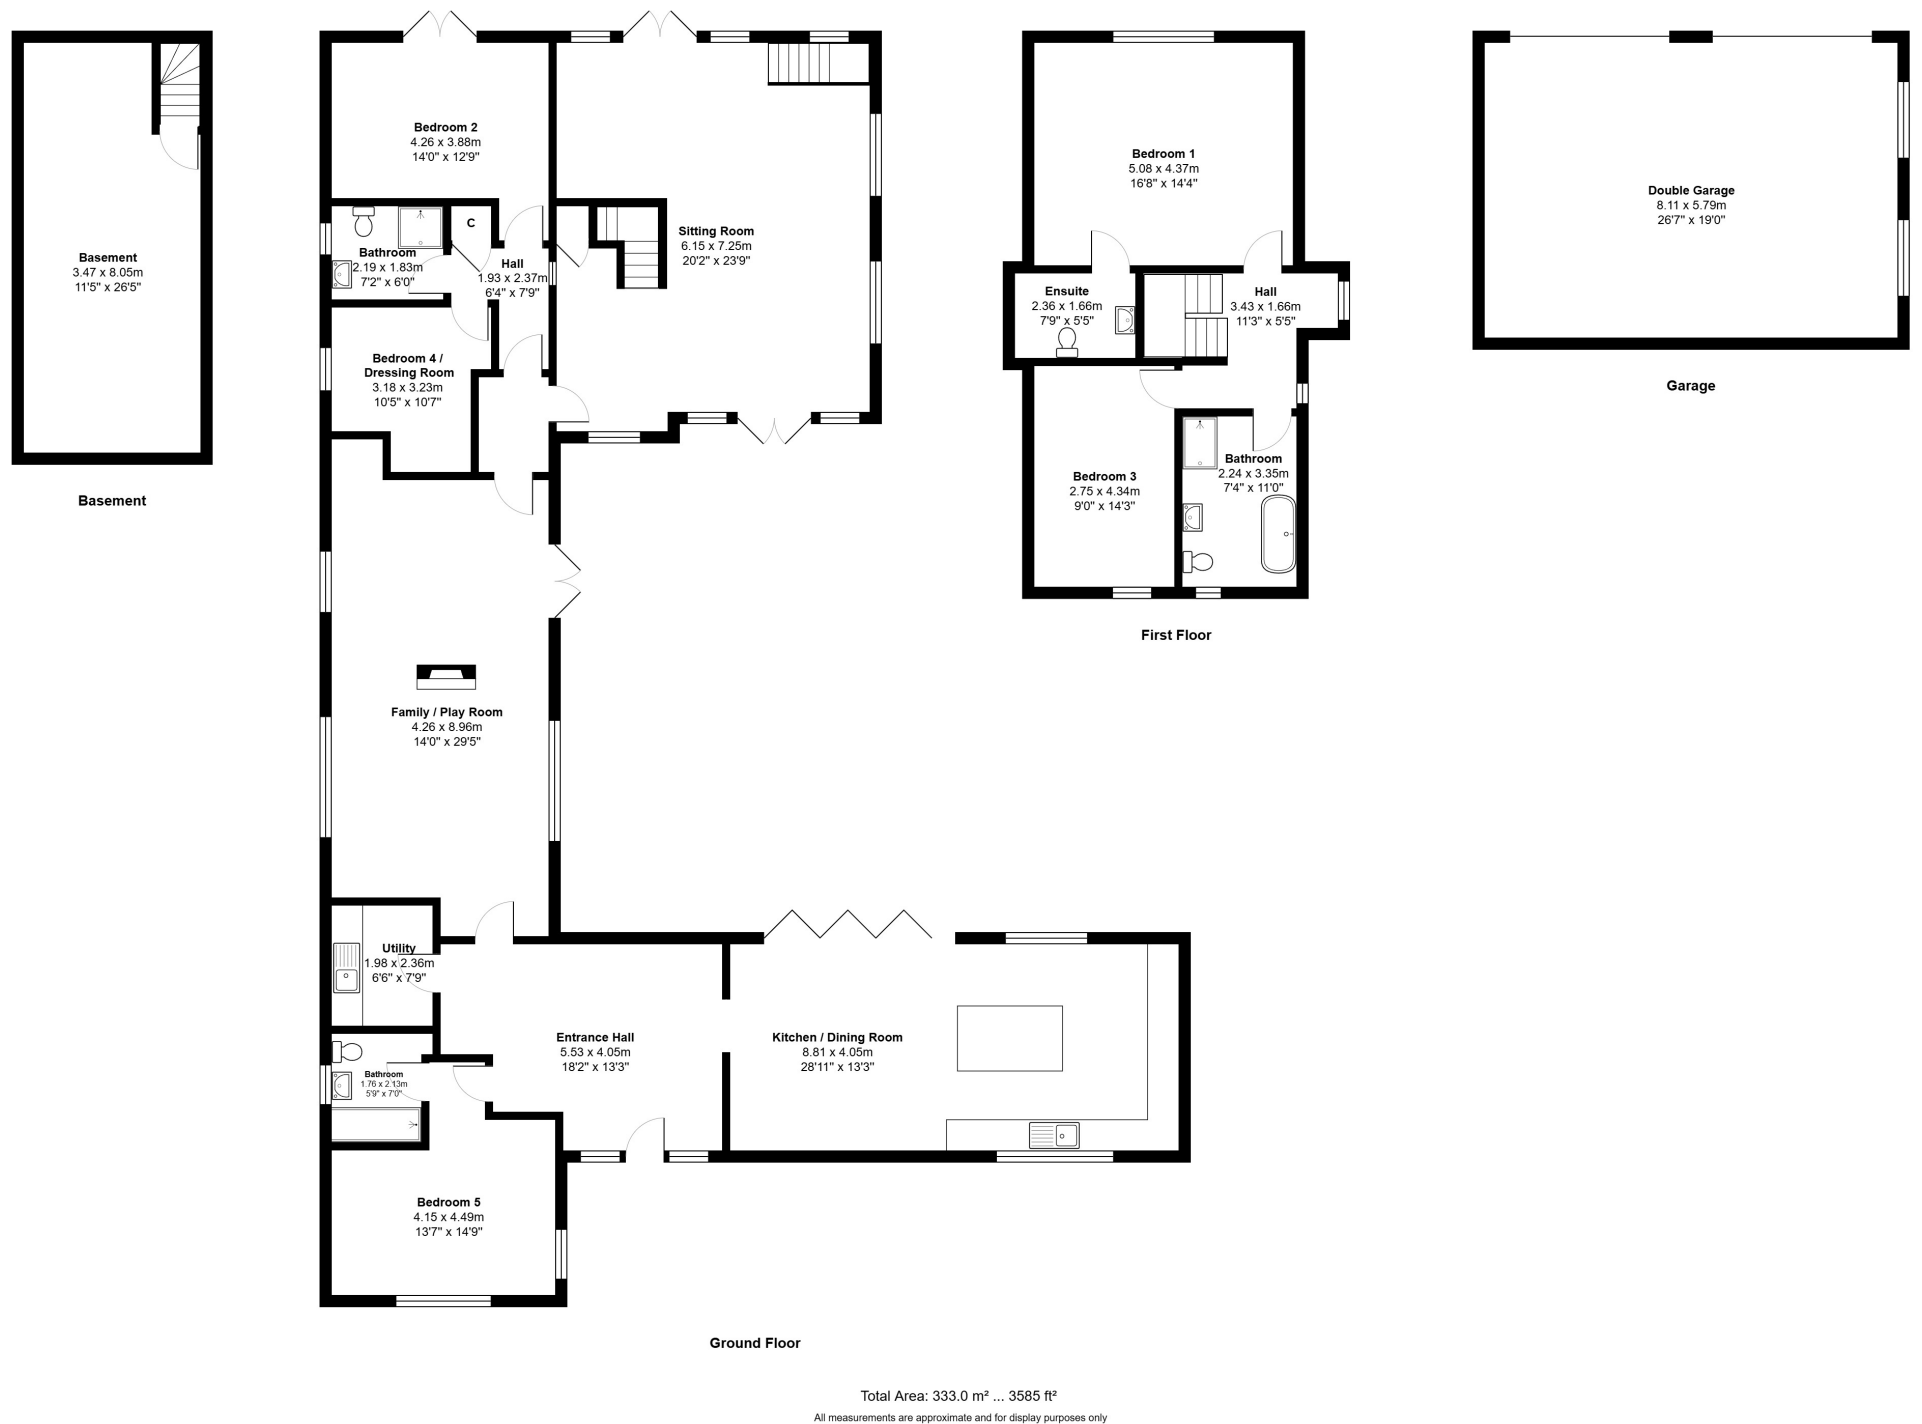 Basement
3.47 x 8.05m
11'5" x 26'5"
Basement
Bedroom 2
4.26 x 3.88m
14'0" x 12'9"
Bathroom
2.19 x 1.83m
7'2" x 6'0"
C
Hall
1.93 x 2.37m
6'4" x 7'9"
Sitting Room
6.15 x 7.25m
20'2" x 23'9"
Bedroom 4 /
Dressing Room
3.18 x 3.23m
10'5" x 10'7"
Family / Play Room
4.26 x 8.96m
14'0" x 29'5"
Utility
1.98 x 2.36m
6'6" x 7'9"
Bathroom
1.76 x 2.13m
5'9" x 7'0"
Entrance Hall
5.53 x 4.05m
18'2" x 13'3"
Kitchen / Dining Room
8.81 x 4.05m
28'11" x 13'3"
Bedroom 5
4.15 x 4.49m
13'7" x 14'9"
Ground Floor
Bedroom 1
5.08 x 4.37m
16'8" x 14'4"
Ensuite
2.36 x 1.66m
7'9" x 5'5"
Hall
3.43 x 1.66m
11'3" x 5'5"
Bedroom 3
2.75 x 4.34m
9'0" x 14'3"
Bathroom
2.24 x 3.35m
7'4" x 11'0"
First Floor
Double Garage
8.11 x 5.79m
26'7" x 19'0"
Garage
Total Area: 333.0 m² ... 3585 ft²
All measurements are approximate and for display purposes only